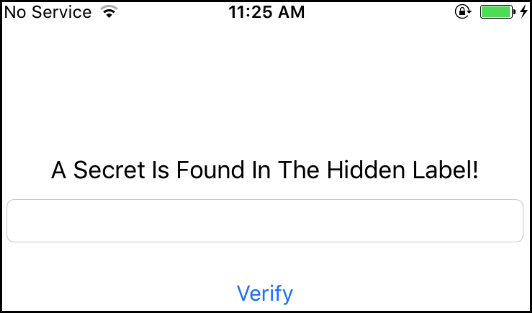 No Service 11:25 AM
A Secret Is Found In The Hidden Label!
Verify